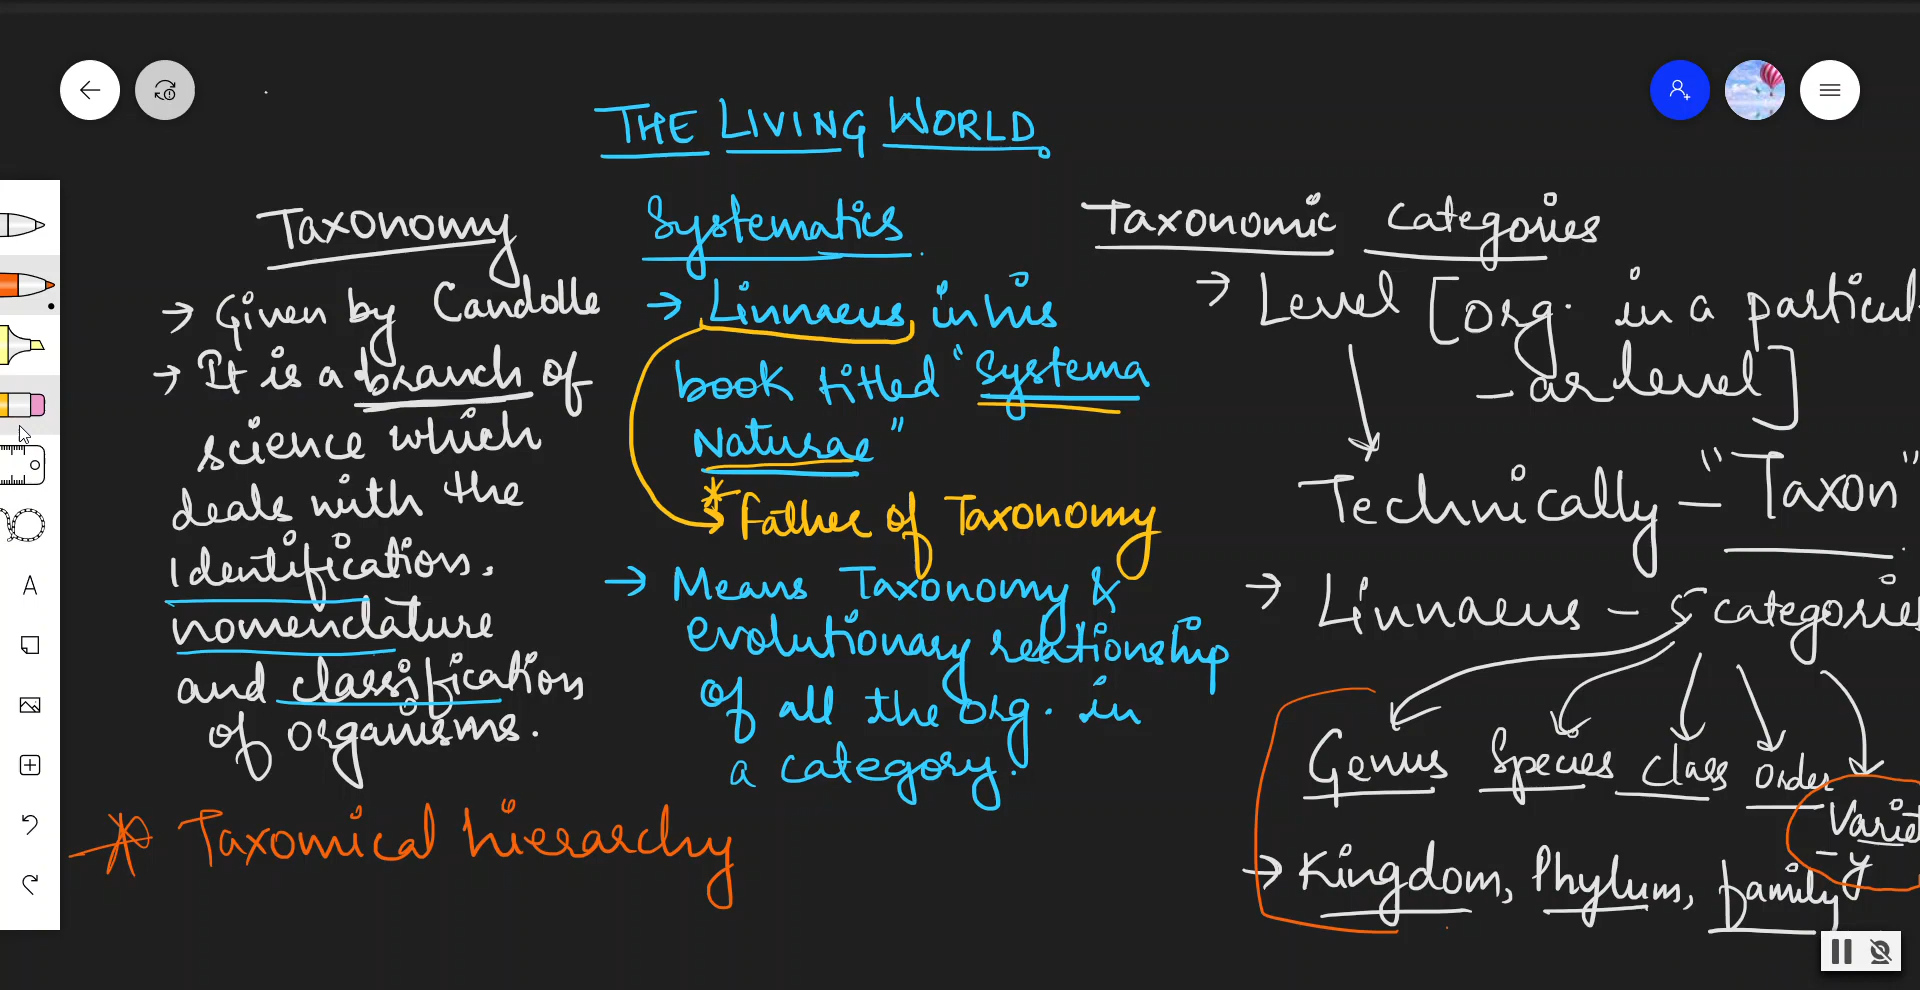 THE LIVING WORLD.
Taxonomy
→ Given by Candolle
→ It is a branch of
science which
deals with the
identification,
nomenclature
and classification
of organisms.
Systematics
→ Linnaeus in his
book titled "Systema
Naturae"
* Father of Taxonomy
→ Means Taxonomy &
evolutionary relationship
of all the org. in
a category.
Taxonomic categories
→ Level [org. in a particul
- ar level]
Technically - "Taxon"
→ Linnaeus - 5 categories
Genus Species Class Order
Variet
- y
→ Kingdom, Phylum, family
* Taxomical hierarchy
A